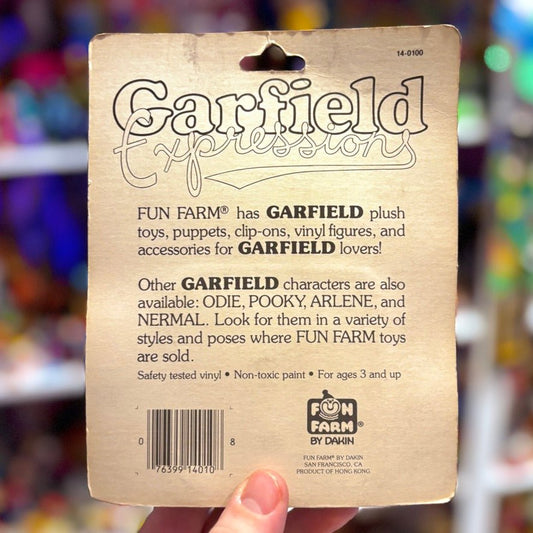 14-0100
Garfield
Expressions
FUN FARM® has GARFIELD plush
toys, puppets, clip-ons, vinyl figures, and
accessories for GARFIELD lovers!
Other GARFIELD characters are also
available: ODIE, POOKY, ARLENE, and
NERMAL. Look for them in a variety of
styles and poses where FUN FARM toys
are sold.
Safety tested vinyl • Non-toxic paint • For ages 3 and up
0 76399 14010 8
FUN
FARM®
BY DAKIN
FUN FARM® BY DAKIN
SAN FRANCISCO, CA
PRODUCT OF HONG KONG